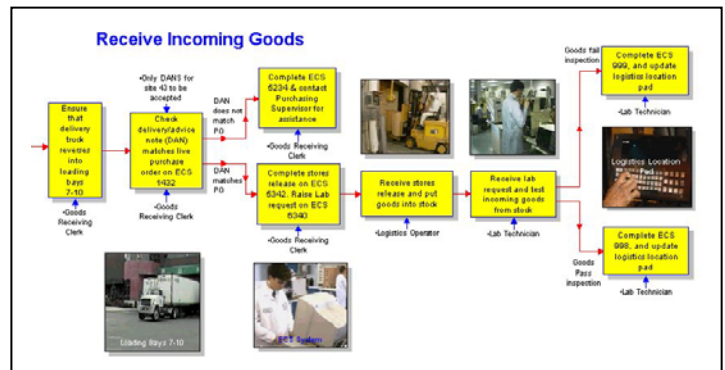 Receive Incoming Goods
Ensure
that
delivery
truck
reverses
into
loading
bays
7-10
•Goods
Receiving
Clerk
•Only DANS for
site 43 to be
accepted
Check
delivery/advice
note (DAN)
matches live
purchase
order on ECS
1432
•Goods
Receiving Clerk
DAN
does not
match
PO
DAN
matches
PO
Complete ECS
6234 & contact
Purchasing
Supervisor for
assistance
•Goods Receiving
Clerk
Complete stores
release on ECS
6342. Raise Lab
request on ECS
6340
•Goods Receiving
Clerk
Receive stores
release and put
goods into stock
•Logistics Operator
Receive lab
request and test
incoming goods
from stock
•Lab Technician
Goods fail
inspection
Complete ECS
999, and update
logistics location
pad
•Lab Technician
Logistics Location
Pad
Goods
Pass
inspection
Complete ECS
998, and update
logistics location
pad
•Lab Technician
Loading Bays 7-10
ECS System